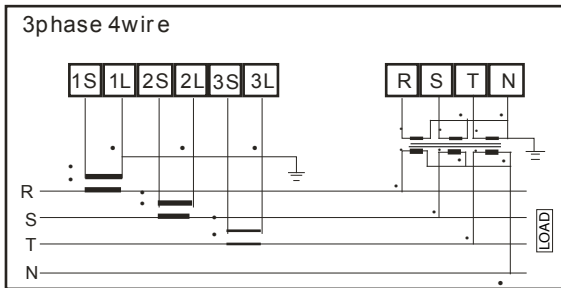 3phase 4wire
1S 1L 2S 2L 3S 3L
R S T N
R
S
T
N
LOAD